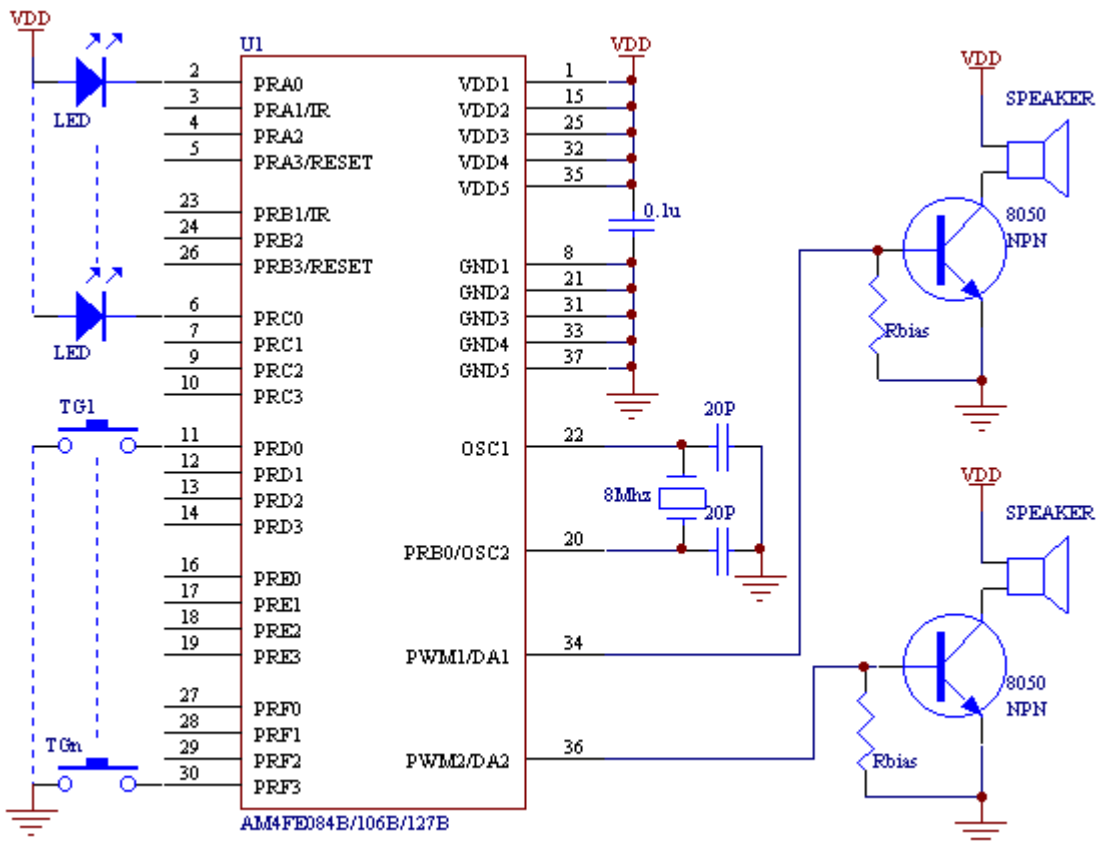 VDD
LED
LED
TG1
TGn
U1
2 PRA0
3 PRA1/IR
4 PRA2
5 PRA3/RESET
23 PRB1/IR
24 PRB2
26 PRB3/RESET
6 PRC0
7 PRC1
9 PRC2
10 PRC3
11 PRD0
12 PRD1
13 PRD2
14 PRD3
16 PRE0
17 PRE1
18 PRE2
19 PRE3
27 PRF0
28 PRF1
29 PRF2
30 PRF3
VDD1 1
VDD2 15
VDD3 25
VDD4 32
VDD5 35
GND1 8
GND2 21
GND3 31
GND4 33
GND5 37
OSC1 22
PRB0/OSC2 20
PWM1/DA1 34
PWM2/DA2 36
AM4FE084B/106B/127B
VDD
0.1u
20P
8Mhz
20P
VDD
SPEAKER
8050
NPN
Rbias
VDD
SPEAKER
8050
NPN
Rbias